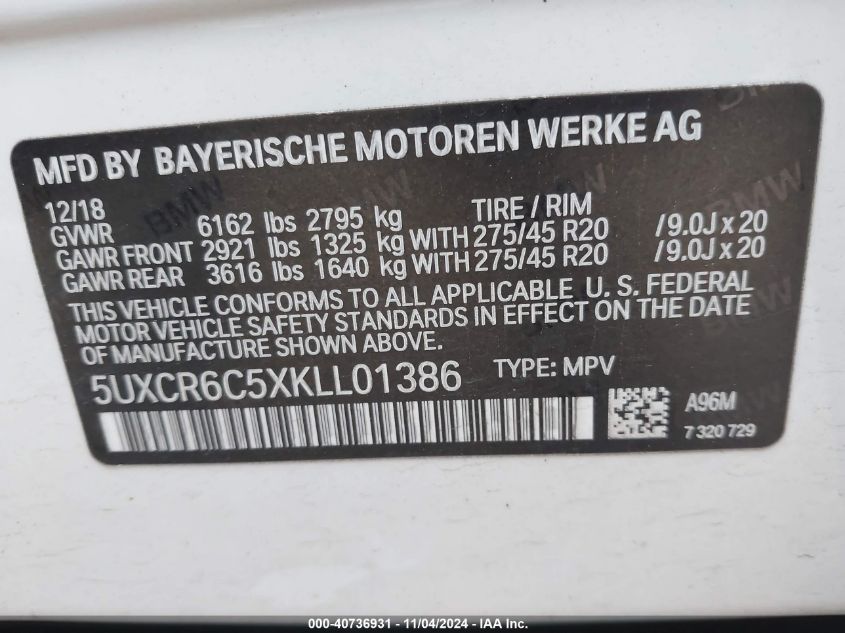 MFD BY BAYERISCHE MOTOREN WERKE AG
12/18 TIRE / RIM
GVWR 6162 lbs 2795 kg
GAWR FRONT 2921 lbs 1325 kg WITH 275/45 R20 /9.0J x 20
GAWR REAR 3616 lbs 1640 kg WITH 275/45 R20 /9.0J x 20
THIS VEHICLE CONFORMS TO ALL APPLICABLE U. S. FEDERAL
MOTOR VEHICLE SAFETY STANDARDS IN EFFECT ON THE DATE
OF MANUFACTURE SHOWN ABOVE.
5UXCR6C5XKLL01386 TYPE: MPV
A96M
7 320 729
BMW
BMW
BMW
000-40736931 - 11/04/2024 - IAA Inc.